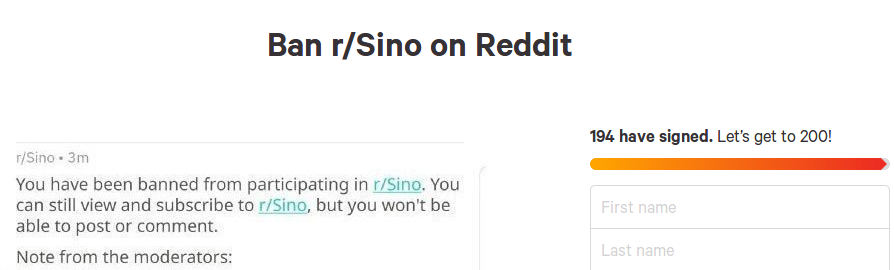 Ban r/Sino on Reddit
194 have signed. Let's get to 200!
r/Sino • 3m
You have been banned from participating in r/Sino. You
can still view and subscribe to r/Sino, but you won't be
able to post or comment.
Note from the moderators:
First name
Last name